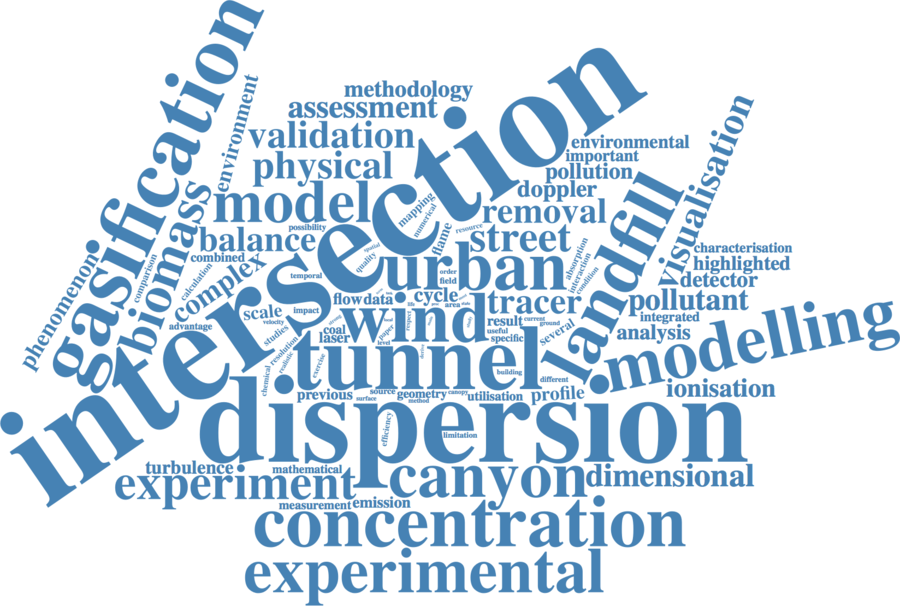 methodology
assessment
validation
physical
model
balance
combined
complex
gasification
environment
biomass
phenomenon
comparison
calculation
advantage
intersection
environmental
important
pollution
doppler
removal
resource
street
mapping
numerical
flame
possibility
spatial
quality
temporal
urban
order
field
absorption
interaction
condition
landfill
visualisation
characterisation
highlighted
detector
pollutant
integrated
analysis
modelling
ionisation
scale
velocity
impact
studies
flow
data
cycle
life
area
tracer
wind
coal
laser
paper
level
respect
result
current
ground
useful
specific
several
resolution
realistic
chemical
exercise
tunnel
device
building
different
previous
source
surface
geometry
method
canopy
utilisation
profile
dispersion
efficiency
limitation
turbulence
mathematical
experiment
canyon
dimensional
measurement
emission
concentration
experimental